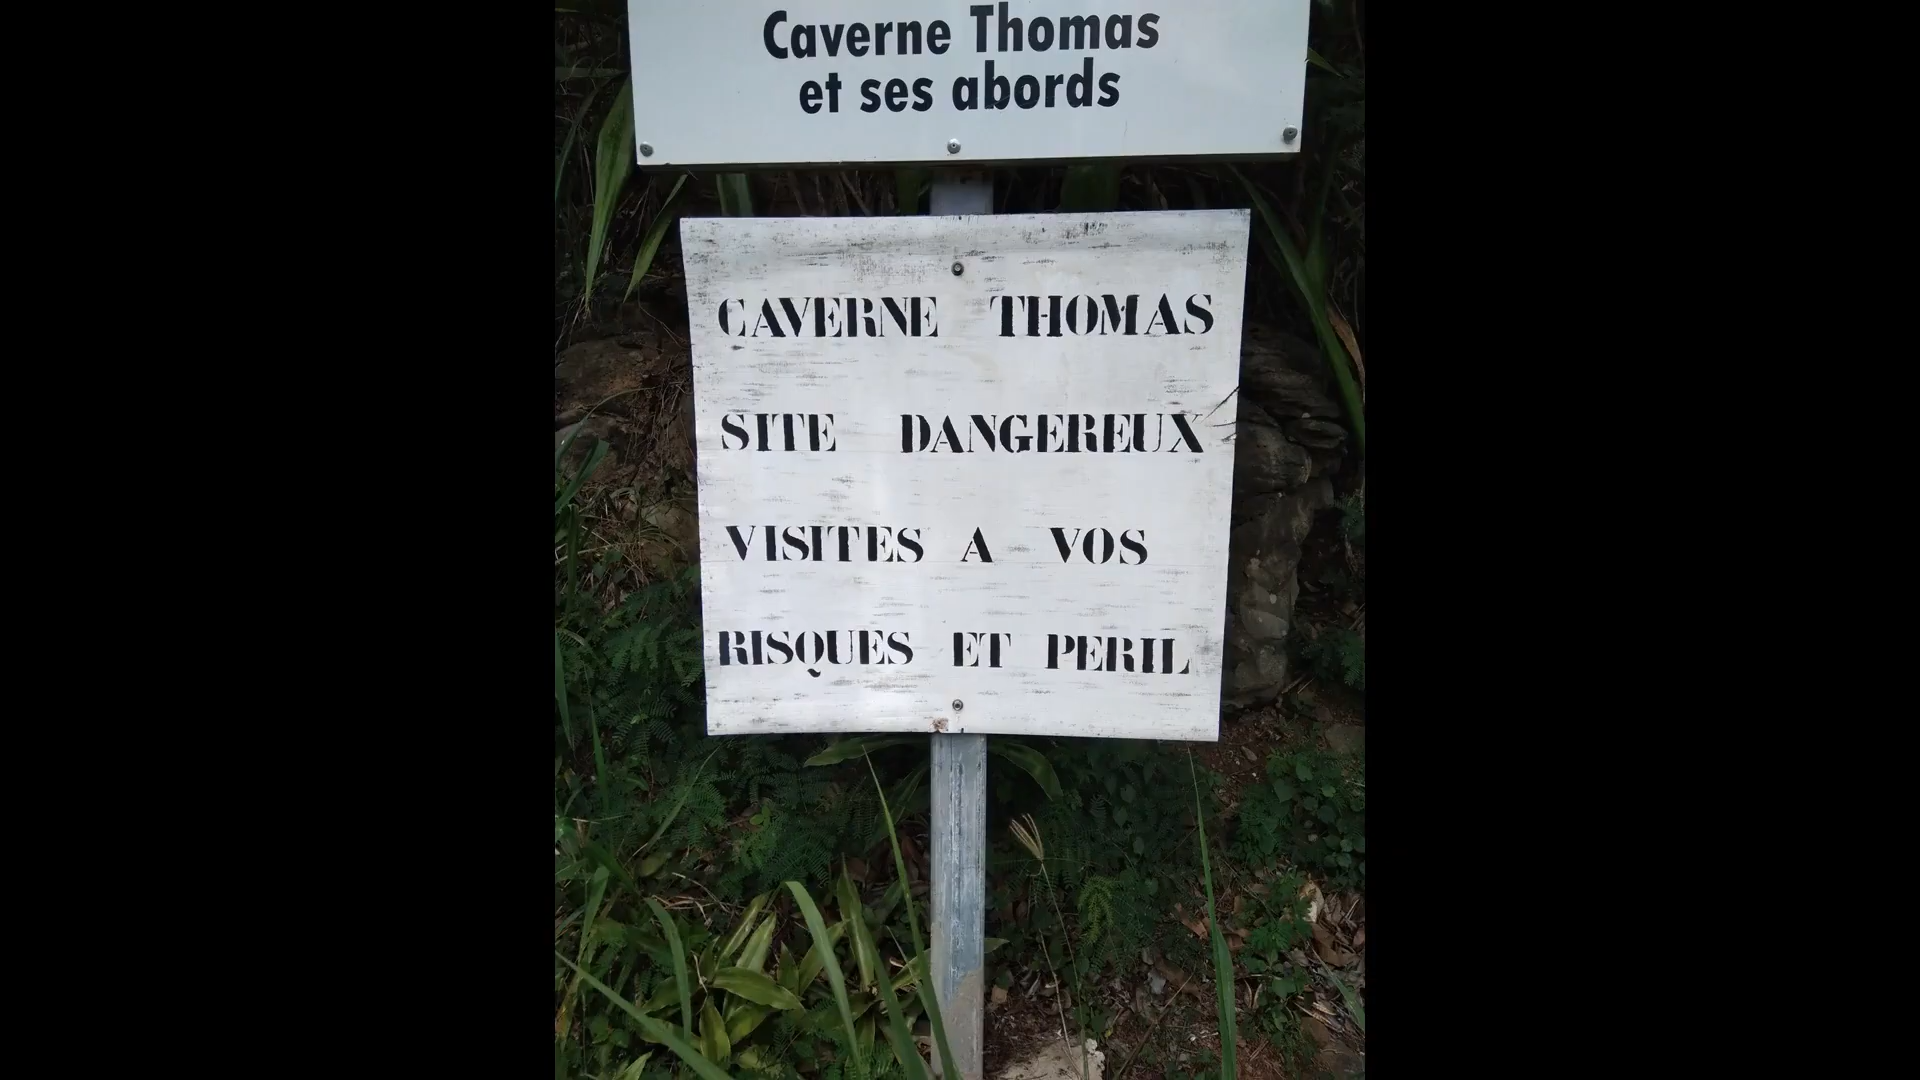 Caverne Thomas
et ses abords
CAVERNE THOMAS
SITE DANGEREUX
VISITES A VOS
RISQUES ET PERIL